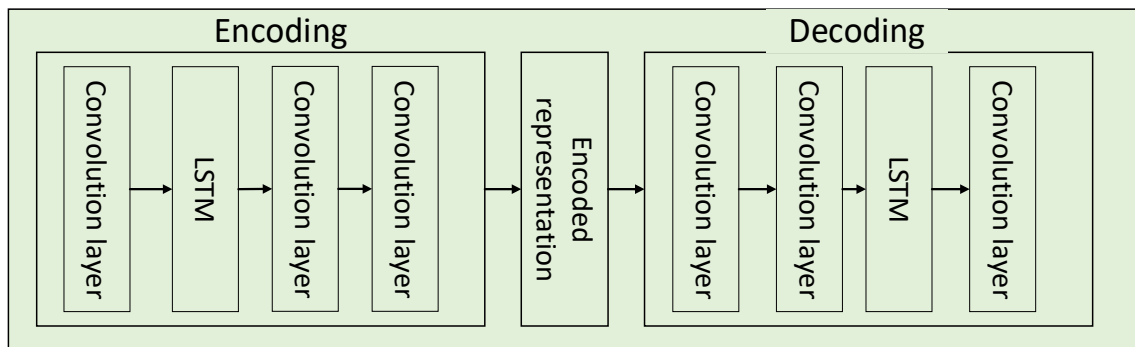 Encoding
Convolution layer
LSTM
Convolution layer
Convolution layer
Encoded
representation
Decoding
Convolution layer
Convolution layer
LSTM
Convolution layer